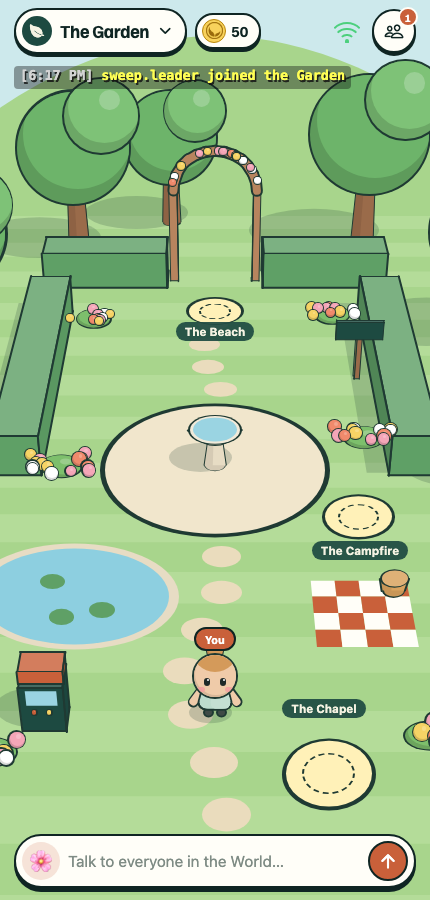 The Garden
50
1
[6:17 PM] sweep.leader joined the Garden
The Beach
The Campfire
You
The Chapel
Talk to everyone in the World...